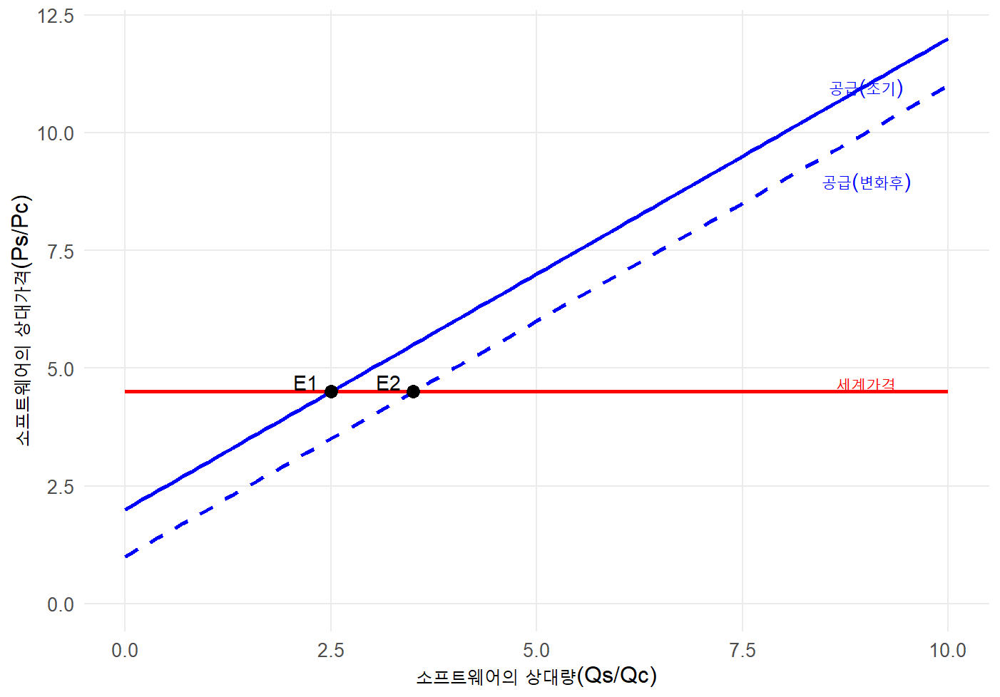 12.5
10.0
7.5
5.0
2.5
0.0
소프트웨어의 상대가격(Ps/Pc)
공급(초기)
공급(변화후)
E1
E2
세계가격
0.0
2.5
5.0
7.5
10.0
소프트웨어의 상대량(Qs/Qc)